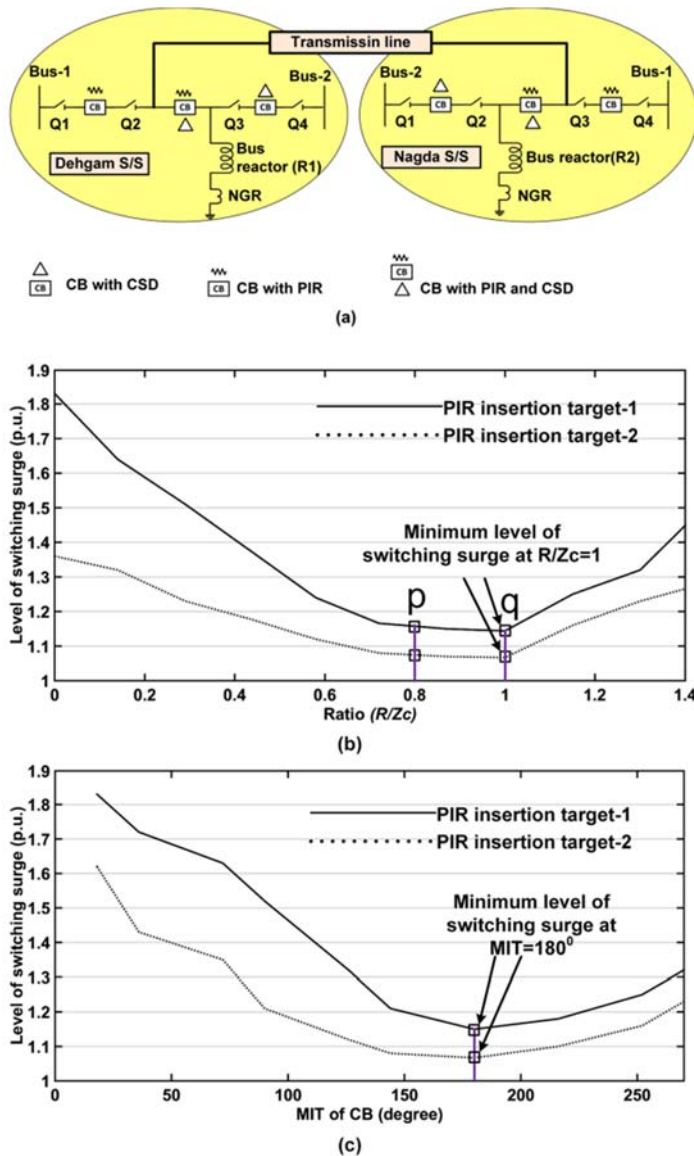 Transmissin line
Bus-1
Bus-2
Bus-2
Bus-1
CB
CB
CB
CB
CB
CB
Q1
Q2
Q3
Q4
Q1
Q2
Q3
Q4
Dehgam S/S
Bus
reactor (R1)
Nagda S/S
Bus reactor(R2)
NGR
NGR
CB
CB with CSD
CB
CB with PIR
CB
CB with PIR and CSD
(a)
Level of switching surge (p.u.)
1.9
1.8
1.7
1.6
1.5
1.4
1.3
1.2
1.1
1
PIR insertion target-1
PIR insertion target-2
Minimum level of
switching surge at R/Zc=1
p
q
0
0.2
0.4
0.6
0.8
1
1.2
1.4
Ratio (R/Zc)
(b)
Level of switching surge (p.u.)
1.9
1.8
1.7
1.6
1.5
1.4
1.3
1.2
1.1
1
PIR insertion target-1
PIR insertion target-2
Minimum level of
switching surge at
MIT=180⁰
0
50
100
150
200
250
MIT of CB (degree)
(c)